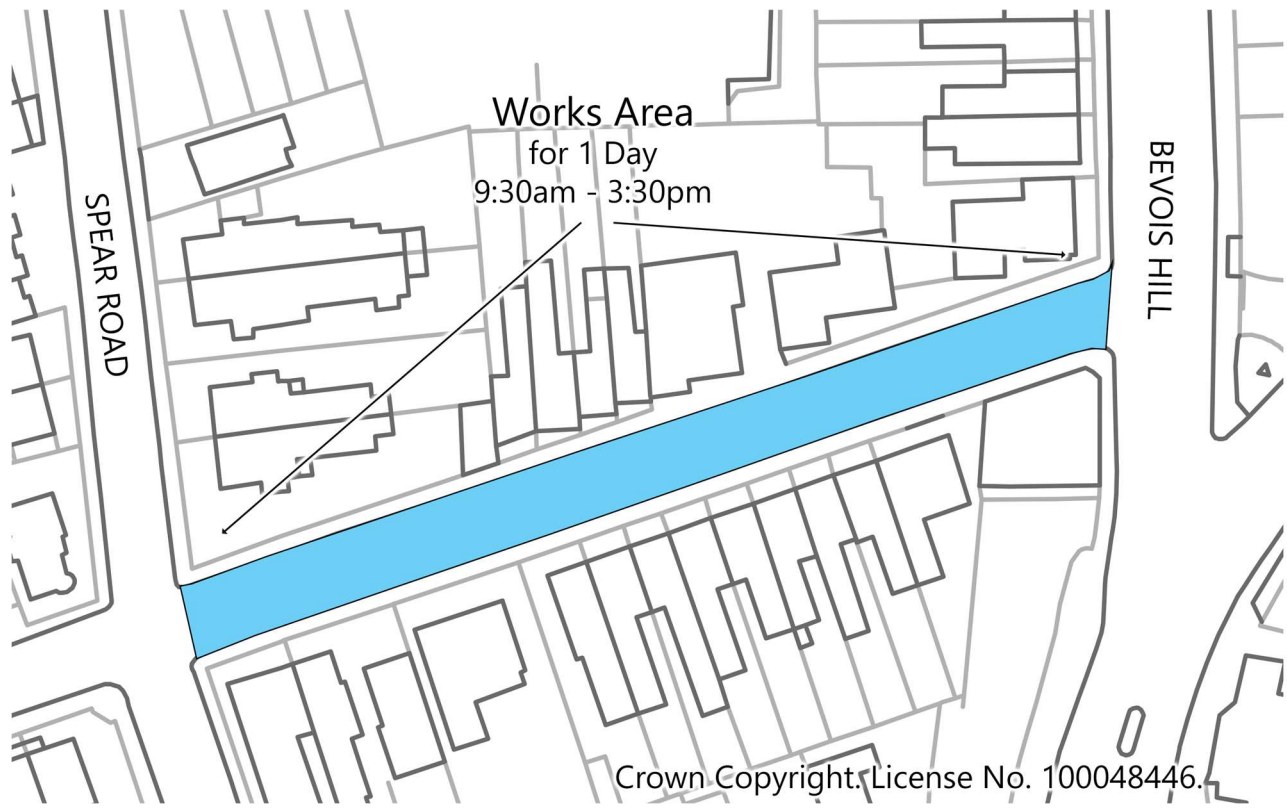 Works Area
for 1 Day
9:30am - 3:30pm
SPEAR ROAD
BEVOIS HILL
Crown Copyright. License No. 100048446.